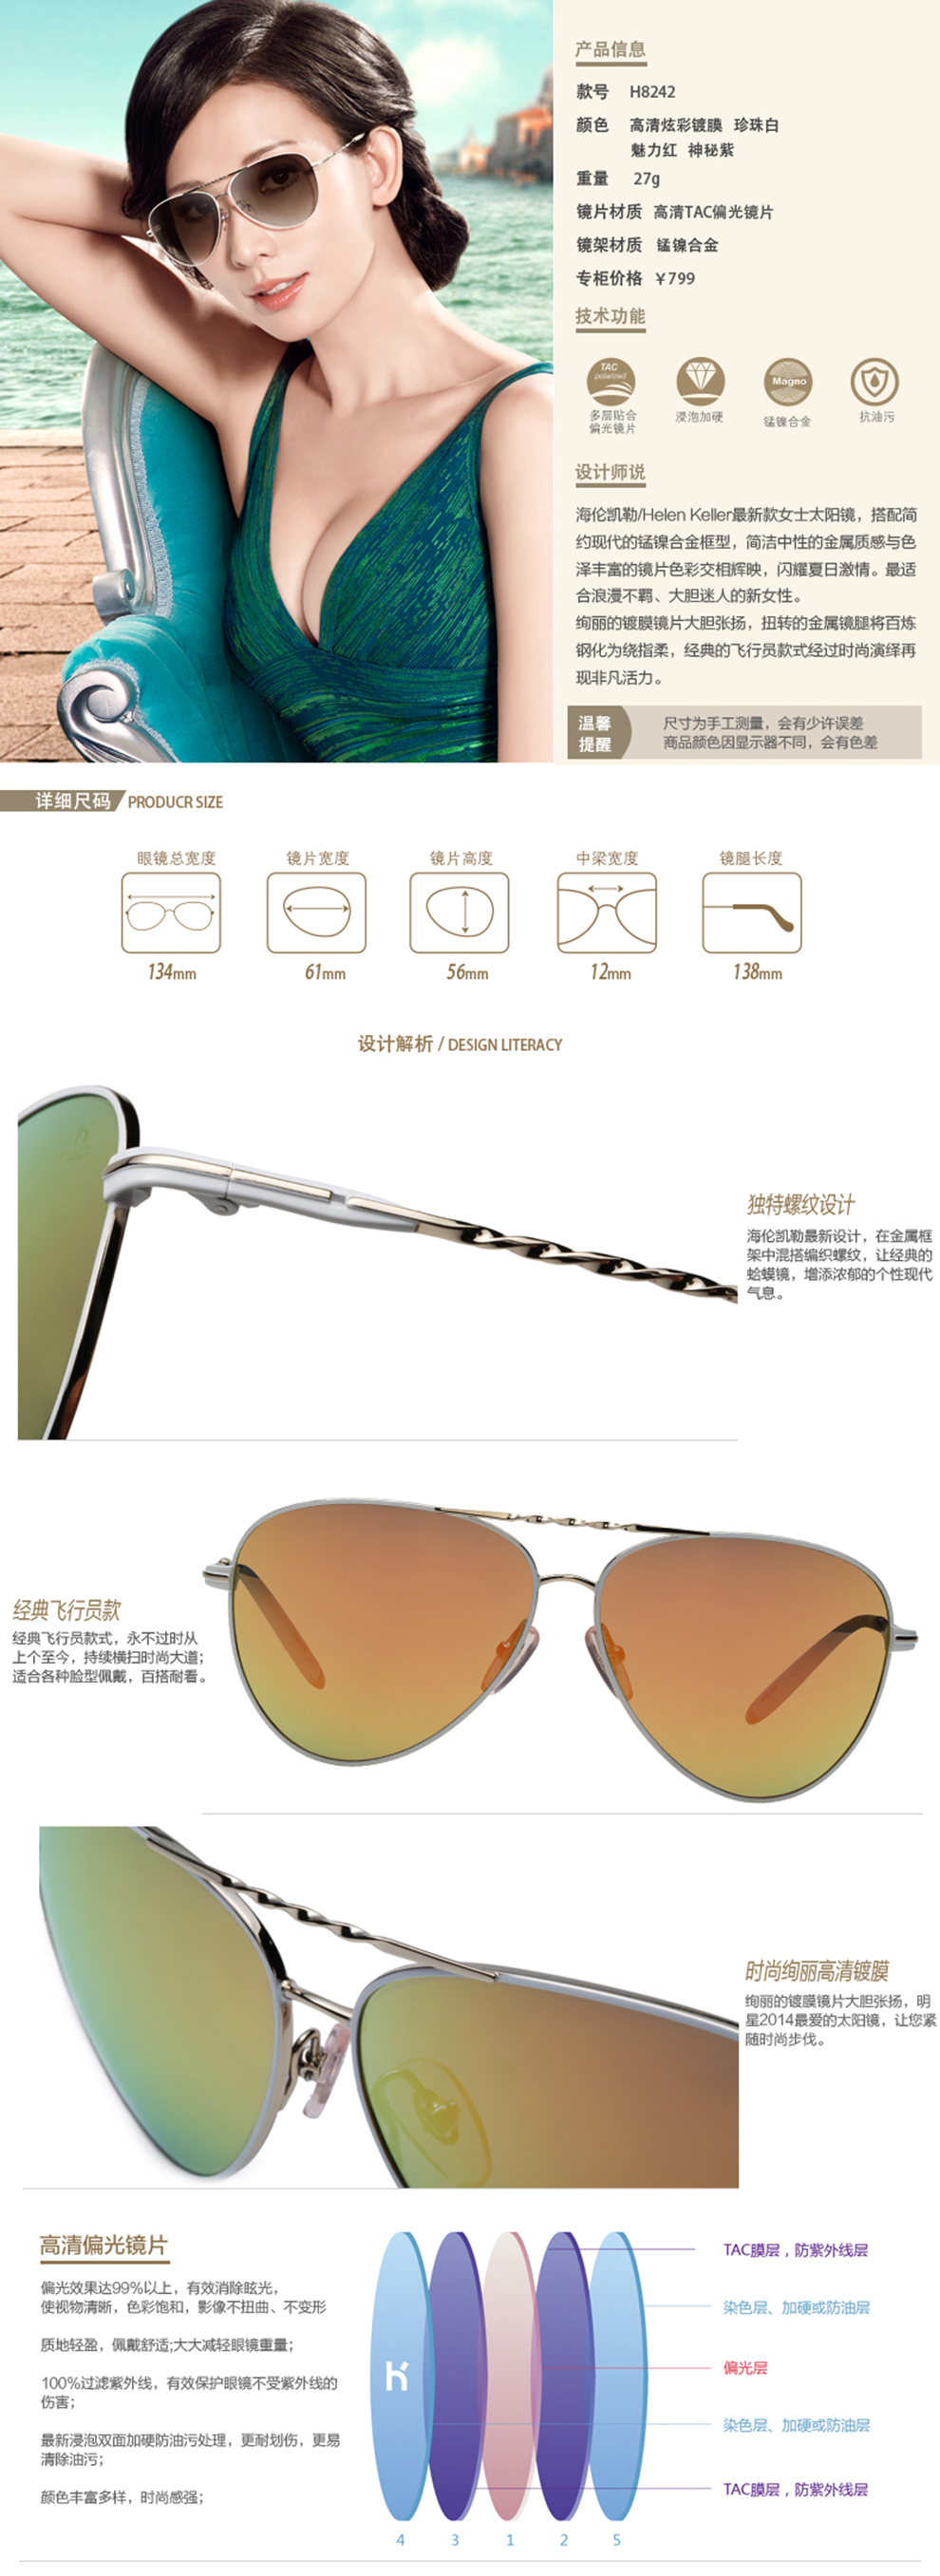 产品信息
款号 H8242
颜色 高清炫彩镀膜 珍珠白
魅力红 神秘紫
重量 27g
镜片材质 高清TAC偏光镜片
镜架材质 锰镍合金
专柜价格 ￥799
技术功能
TAC
polarized
多层贴合
偏光镜片
浸泡加硬
Magno
锰镍合金
抗油污
设计师说
海伦凯勒/Helen Keller最新款女士太阳镜，搭配简
约现代的锰镍合金框型，简洁中性的金属质感与色
泽丰富的镜片色彩交相辉映，闪耀夏日激情。最适
合浪漫不羁、大胆迷人的新女性。
绚丽的镀膜镜片大胆张扬，扭转的金属镜腿将百炼
钢化为绕指柔，经典的飞行员款式经过时尚演绎再
现非凡活力。
温馨
提醒
尺寸为手工测量，会有少许误差
商品颜色因显示器不同，会有色差
详细尺码 PRODUCR SIZE
眼镜总宽度 镜片宽度 镜片高度 中梁宽度 镜腿长度
134mm 61mm 56mm 12mm 138mm
设计解析 / DESIGN LITERACY
独特螺纹设计
海伦凯勒最新设计，在金属框
架中混搭编织螺纹，让经典的
蛤蟆镜，增添浓郁的个性现代
气息。
经典飞行员款
经典飞行员款式，永不过时从
上个至今，持续横扫时尚大道；
适合各种脸型佩戴，百搭耐看。
时尚绚丽高清镀膜
绚丽的镀膜镜片大胆张扬，明
星2014最爱的太阳镜，让您紧
随时尚步伐。
高清偏光镜片
偏光效果达99%以上，有效消除眩光，
使视物清晰，色彩饱和，影像不扭曲、不变形
质地轻盈，佩戴舒适;大大减轻眼镜重量；
100%过滤紫外线，有效保护眼镜不受紫外线的
伤害；
最新浸泡双面加硬防油污处理，更耐划伤，更易
清除油污；
颜色丰富多样，时尚感强；
TAC膜层，防紫外线层
染色层、加硬或防油层
偏光层
染色层、加硬或防油层
TAC膜层，防紫外线层
4 3 1 2 5